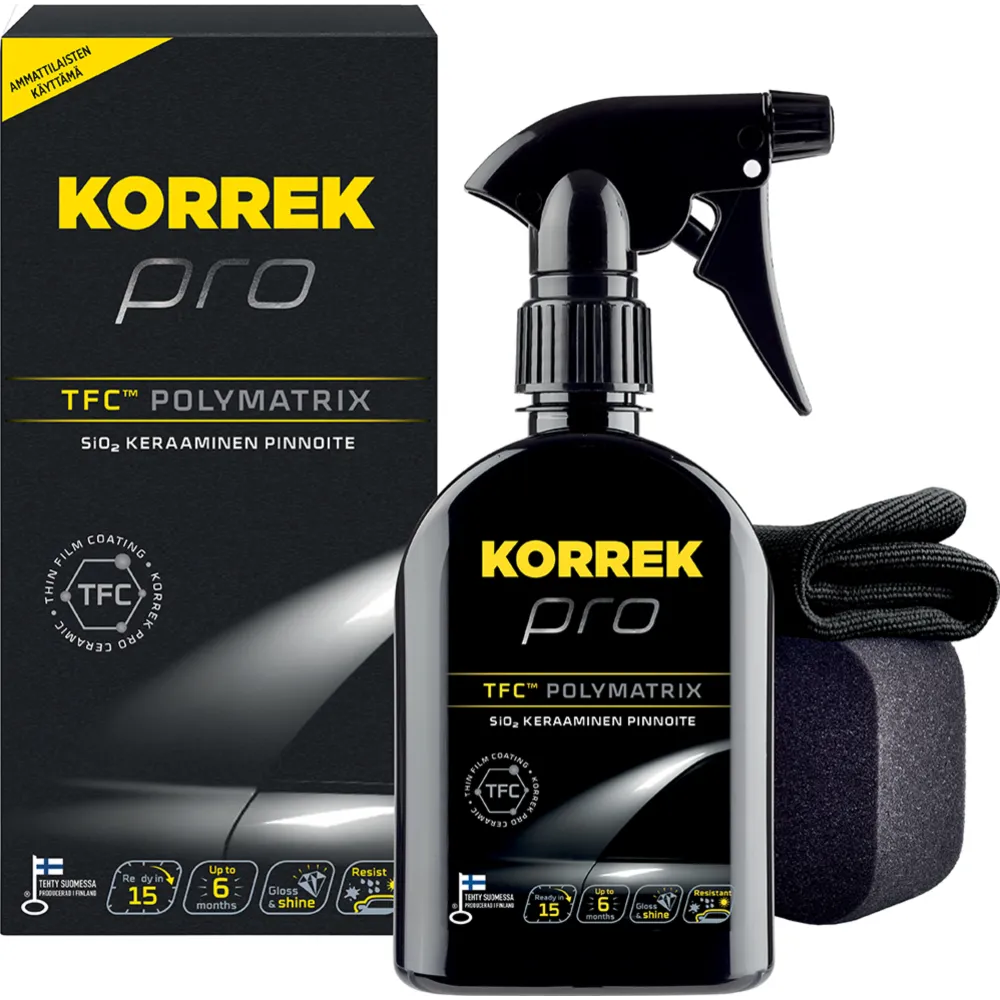 AMMATTILAISTEN
KÄYTTÄMÄ
KORREK
pro
TFC™ POLYMATRIX
SiO₂ KERAAMINEN PINNOITE
THIN FILM COATING • KORREK PRO CERAMIC •
TFC
TEHTY SUOMESSA
PRODUCERAD I FINLAND
Ready in
15
Up to
6
months
Gloss
& shine
Resist
KORREK
pro
TFC™ POLYMATRIX
SiO₂ KERAAMINEN PINNOITE
THIN FILM COATING • KORREK PRO CERAMIC •
TFC
TEHTY SUOMESSA
PRODUCERAD I FINLAND
Ready in
15
Up to
6
months
Gloss
& shine
Resistant